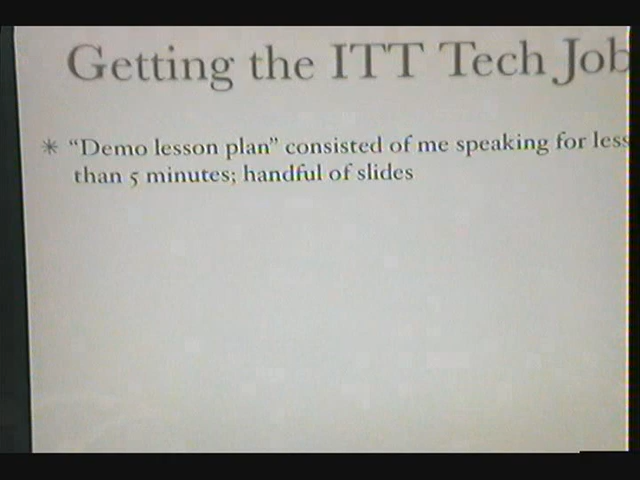 Getting the ITT Tech Job
* "Demo lesson plan" consisted of me speaking for less
than 5 minutes; handful of slides